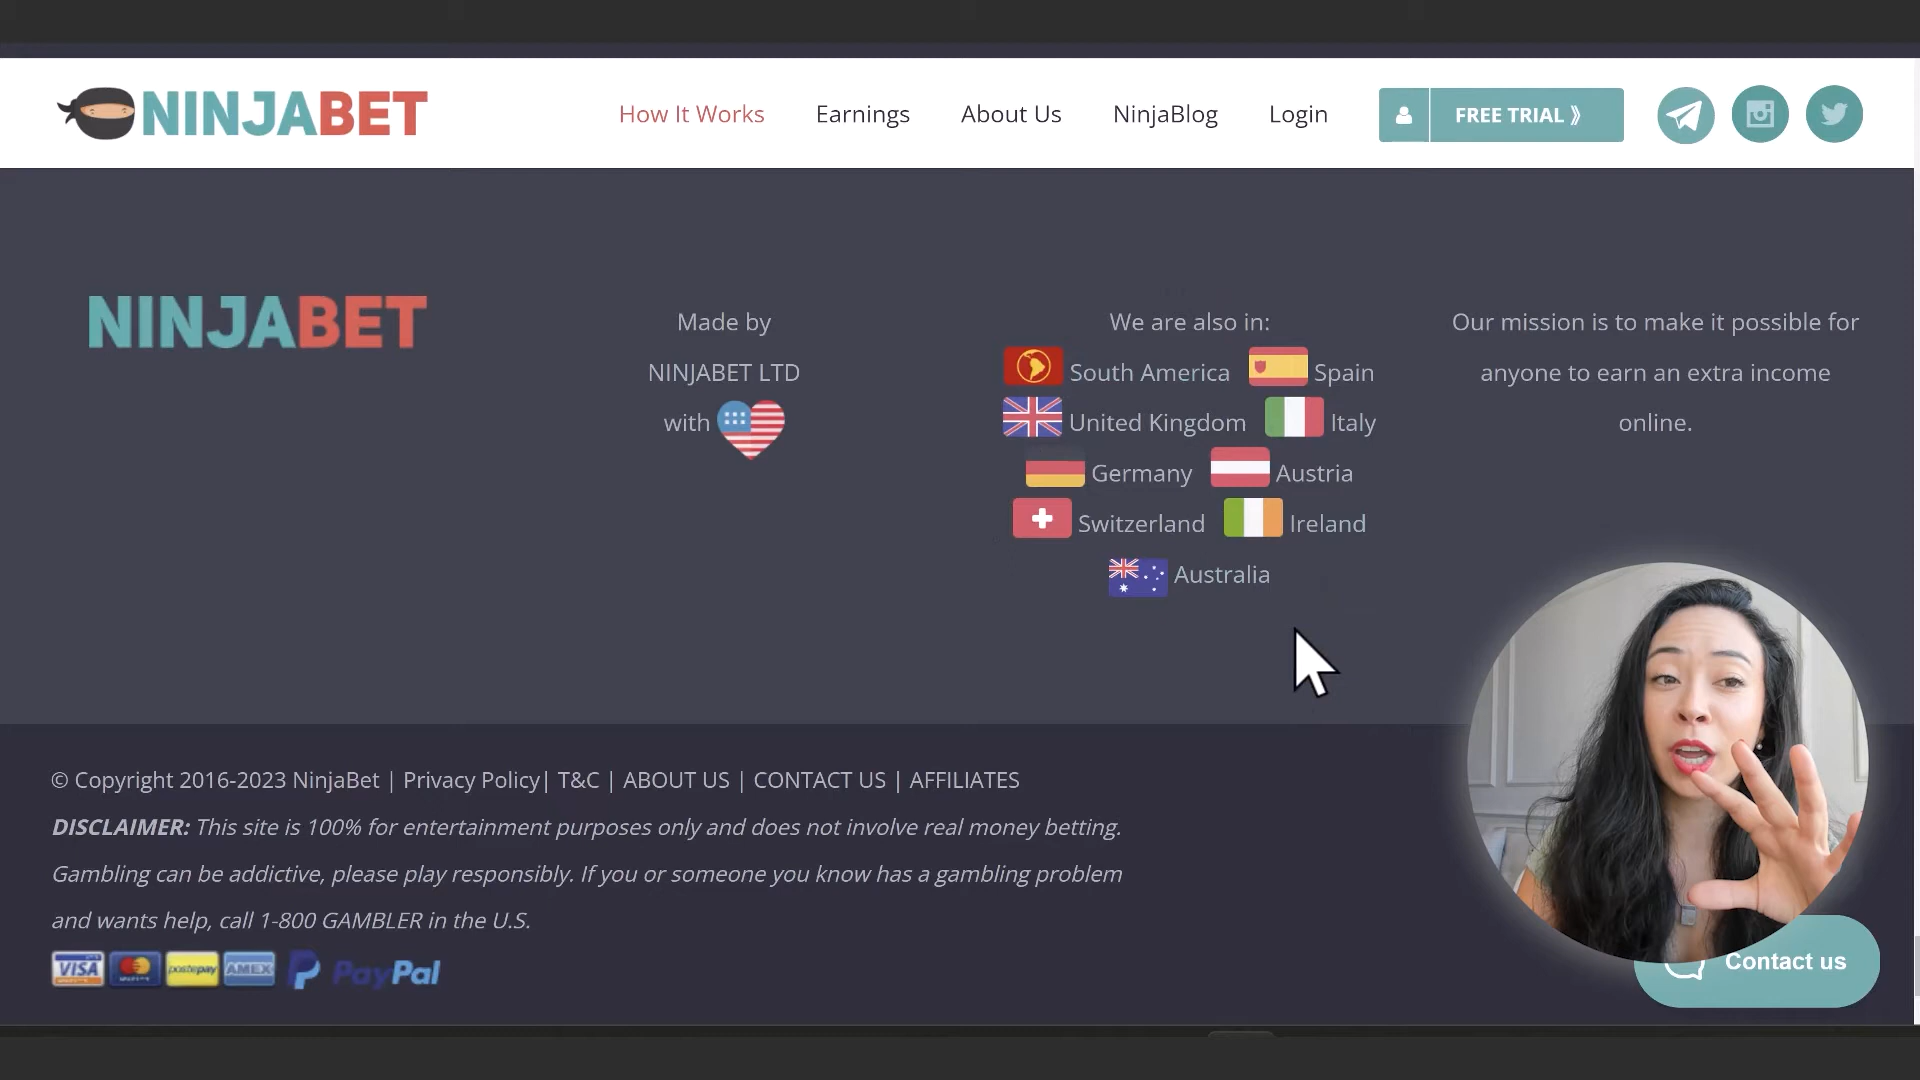 NINJABET
How It Works
Earnings
About Us
NinjaBlog
Login
FREE TRIAL ⟫
NINJABET
Made by
NINJABET LTD
with
We are also in:
South America Spain
United Kingdom Italy
Germany Austria
Switzerland Ireland
Australia
Our mission is to make it possible for
anyone to earn an extra income
online.
© Copyright 2016-2023 NinjaBet | Privacy Policy| T&C | ABOUT US | CONTACT US | AFFILIATES
DISCLAIMER: This site is 100% for entertainment purposes only and does not involve real money betting.
Gambling can be addictive, please play responsibly. If you or someone you know has a gambling problem
and wants help, call 1-800 GAMBLER in the U.S.
VISA postepay AMEX PayPal
Contact us